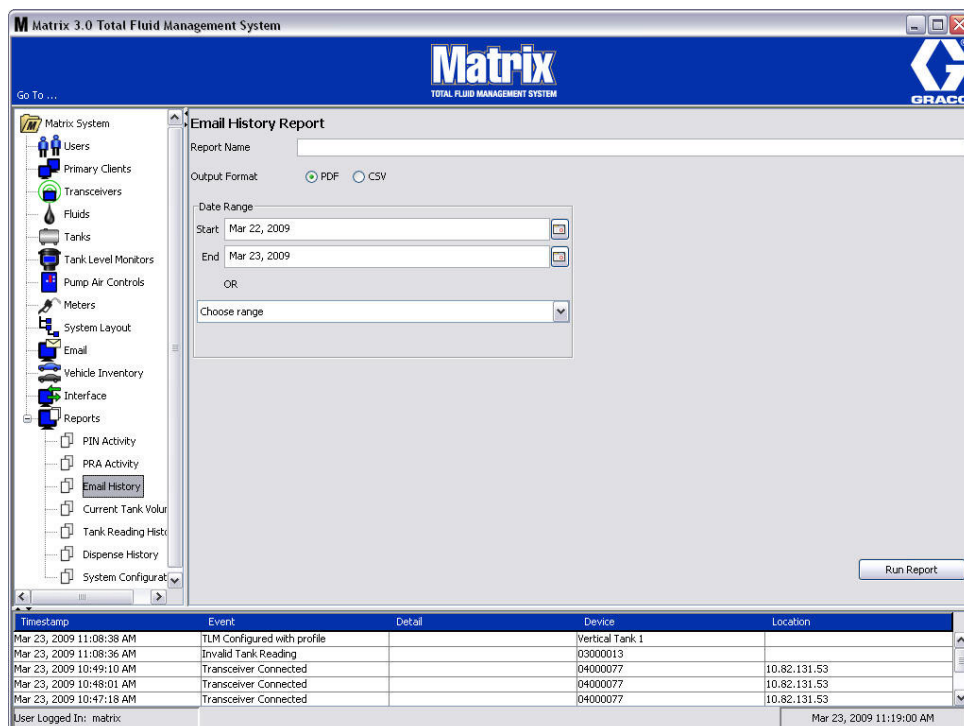 M Matrix 3.0 Total Fluid Management System
Matrix
TOTAL FLUID MANAGEMENT SYSTEM
Go To ...
GRACO
Matrix System
Users
Primary Clients
Transceivers
Fluids
Tanks
Tank Level Monitors
Pump Air Controls
Meters
System Layout
Email
Vehicle Inventory
Interface
Reports
PIN Activity
PRA Activity
Email History
Current Tank Volu
Tank Reading Histo
Dispense History
System Configurat
Email History Report
Report Name
Output Format PDF CSV
Date Range
Start Mar 22, 2009
End Mar 23, 2009
OR
Choose range
Run Report
Timestamp Event Detail Device Location
Mar 23, 2009 11:08:38 AM TLM Configured with profile Vertical Tank 1
Mar 23, 2009 11:08:36 AM Invalid Tank Reading 03000013
Mar 23, 2009 10:49:10 AM Transceiver Connected 04000077 10.82.131.53
Mar 23, 2009 10:48:01 AM Transceiver Connected 04000077 10.82.131.53
Mar 23, 2009 10:47:18 AM Transceiver Connected 04000077 10.82.131.53
User Logged In: matrix Mar 23, 2009 11:19:00 AM